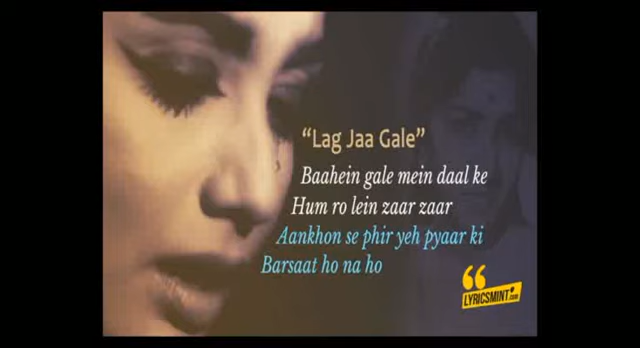 “Lag Jaa Gale”
Baahein gale mein daal ke
Hum ro lein zaar zaar
Aankhon se phir yeh pyaar ki
Barsaat ho na ho
LYRICSMINT.com